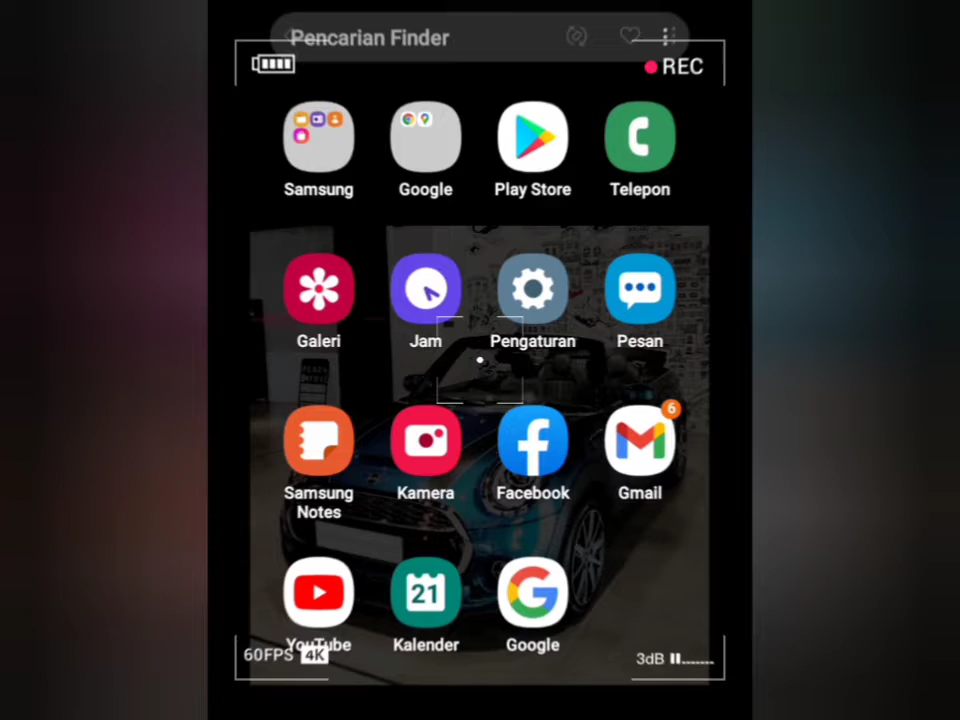 Pencarian Finder
REC
Samsung
Google
Play Store
Telepon
Galeri
Jam
Pengaturan
Pesan
6
Samsung
Notes
Kamera
Facebook
Gmail
21
YouTube
Kalender
Google
60FPS 4K
3dB